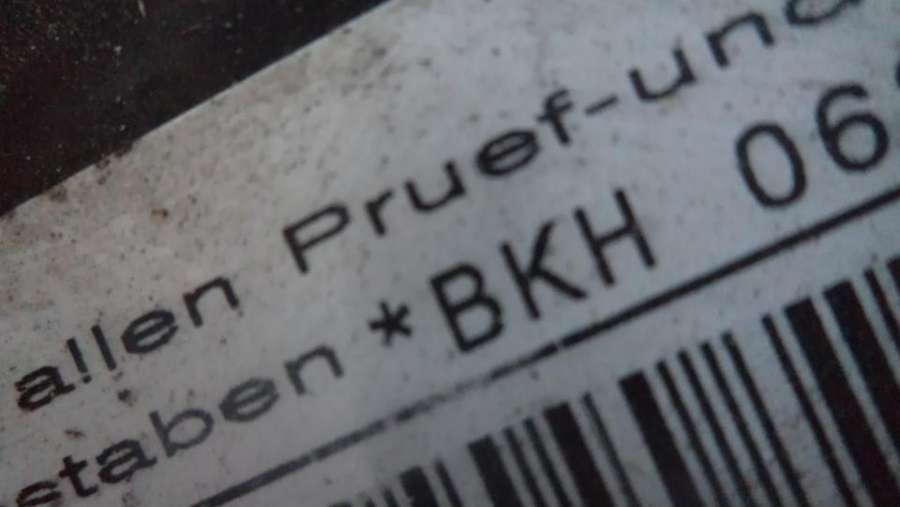 allen Pruef-und
staben *BKH 06